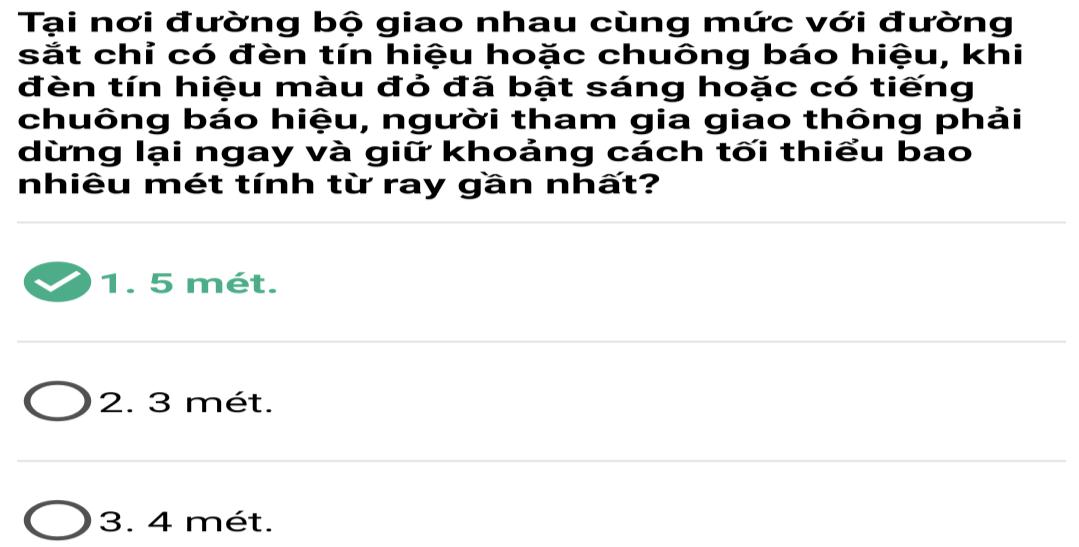 Tại nơi đường bộ giao nhau cùng mức với đường
sắt chỉ có đèn tín hiệu hoặc chuông báo hiệu, khi
đèn tín hiệu màu đỏ đã bật sáng hoặc có tiếng
chuông báo hiệu, người tham gia giao thông phải
dừng lại ngay và giữ khoảng cách tối thiểu bao
nhiêu mét tính từ ray gần nhất?
1. 5 mét.
2. 3 mét.
3. 4 mét.